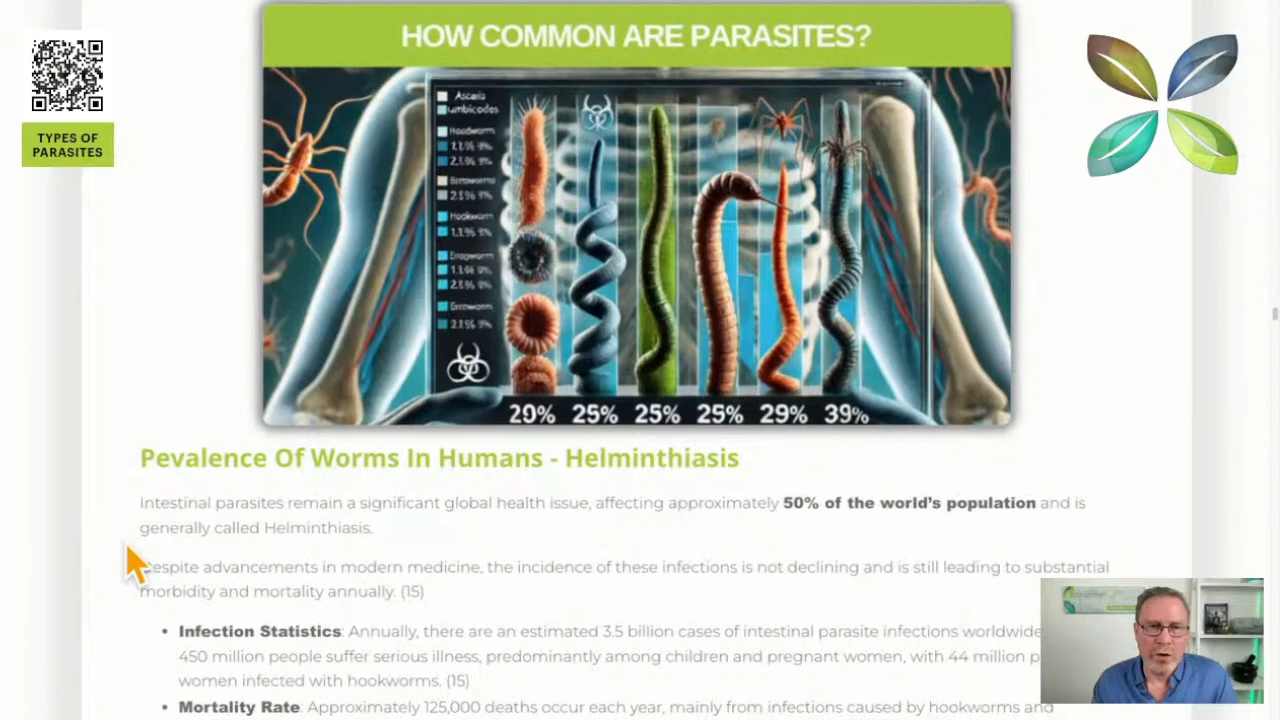 HOW COMMON ARE PARASITES?
TYPES OF
PARASITES
Ascaria
umbicodes
Hookworm
20% 25% 25% 25% 29% 39%
Pevalence Of Worms In Humans - Helminthiasis
Intestinal parasites remain a significant global health issue, affecting approximately 50% of the world's population and is
generally called Helminthiasis.
espite advancements in modern medicine, the incidence of these infections is not declining and is still leading to substantial
morbidity and mortality annually. (15)
• Infection Statistics: Annually, there are an estimated 3.5 billion cases of intestinal parasite infections worldwide
450 million people suffer serious illness, predominantly among children and pregnant women, with 44 million p
women infected with hookworms. (15)
• Mortality Rate: Approximately 125,000 deaths occur each year, mainly from infections caused by hookworms and